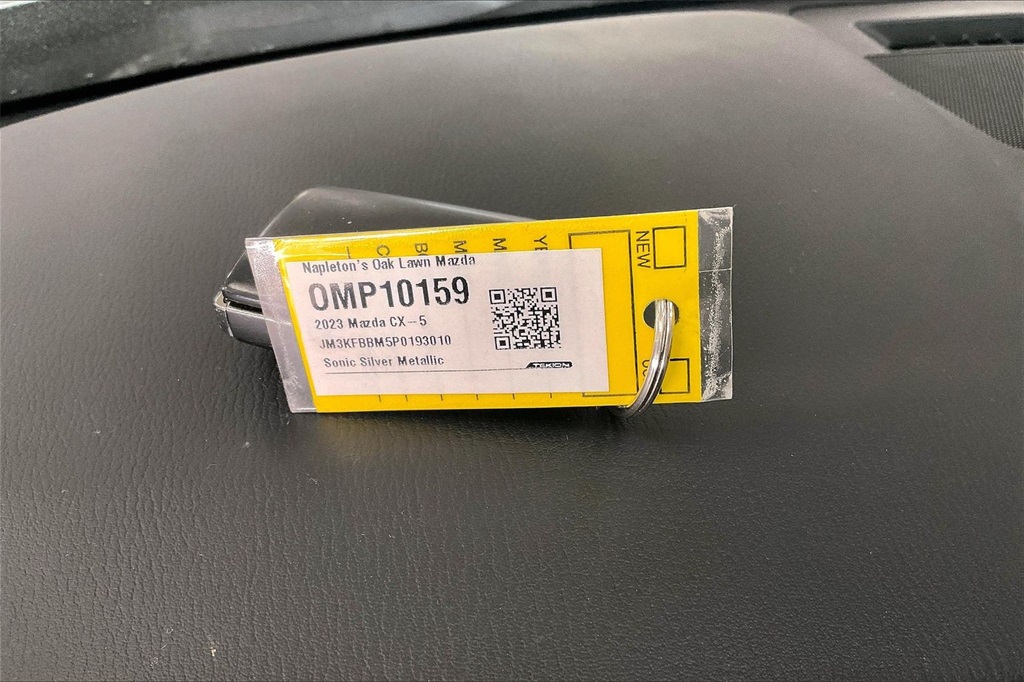 Napleton's Oak Lawn Mazda
OMP10159
2023 Mazda CX-5
JM3KFBBM5P0193010
Sonic Silver Metallic
TEKION
NEW